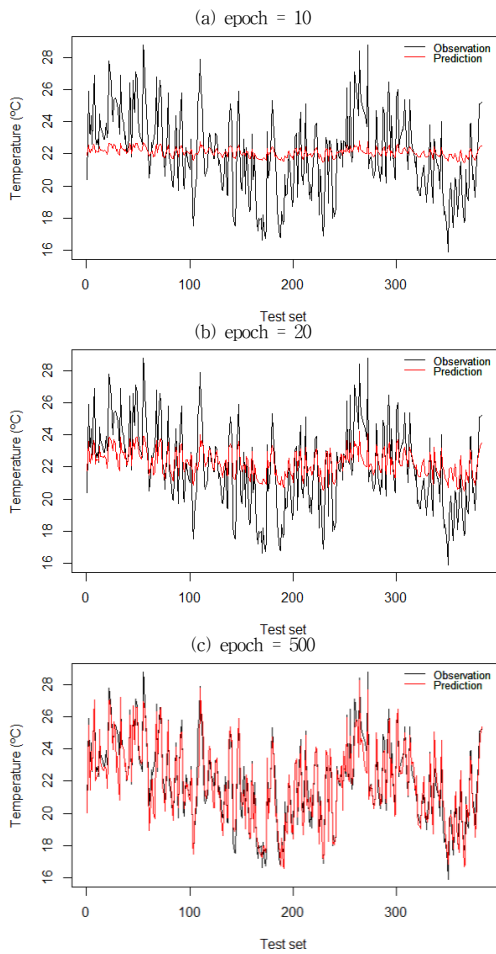 (a) epoch = 10
Temperature (ºC)
28
26
24
22
20
18
16
Observation
Prediction
0
100
200
300
Test set
(b) epoch = 20
Temperature (ºC)
28
26
24
22
20
18
16
Observation
Prediction
0
100
200
300
Test set
(c) epoch = 500
Temperature (ºC)
28
26
24
22
20
18
16
Observation
Prediction
0
100
200
300
Test set